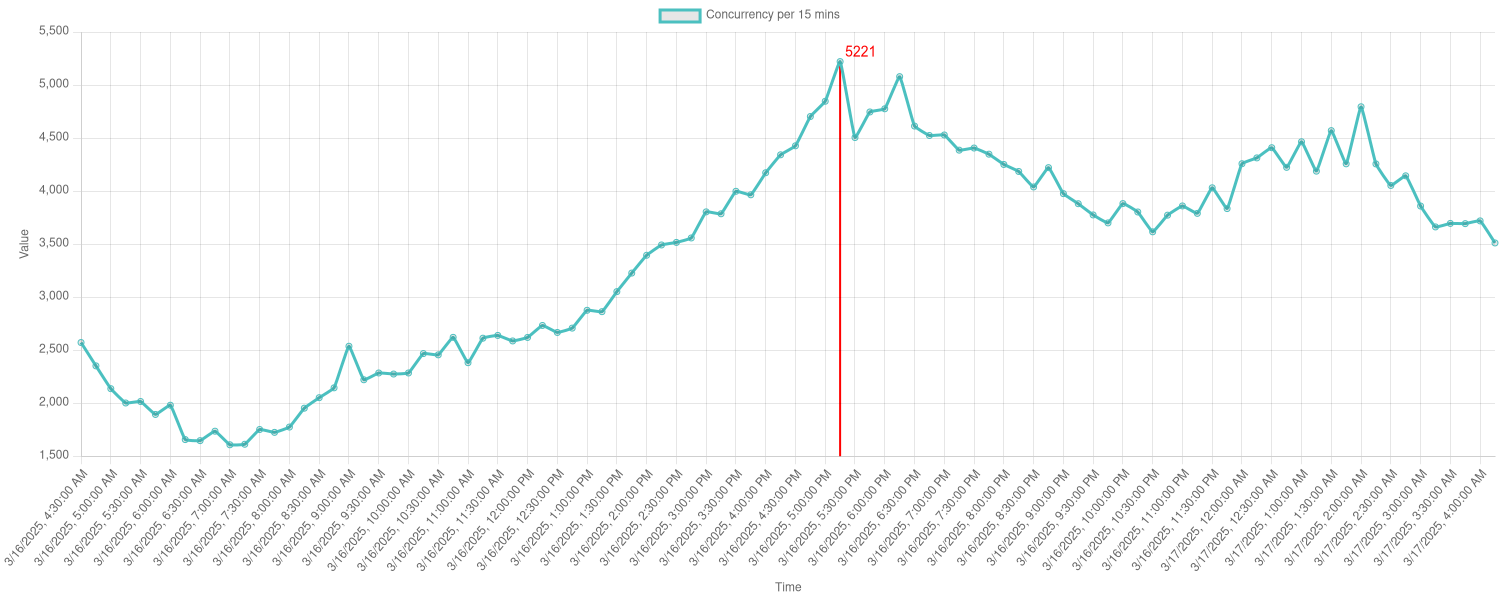 Concurrency per 15 mins
5221
5,500
5,000
4,500
4,000
3,500
3,000
2,500
2,000
1,500
Value
3/16/2025, 4:30:00 AM
3/16/2025, 5:00:00 AM
3/16/2025, 5:30:00 AM
3/16/2025, 6:00:00 AM
3/16/2025, 6:30:00 AM
3/16/2025, 7:00:00 AM
3/16/2025, 7:30:00 AM
3/16/2025, 8:00:00 AM
3/16/2025, 8:30:00 AM
3/16/2025, 9:00:00 AM
3/16/2025, 9:30:00 AM
3/16/2025, 10:00:00 AM
3/16/2025, 10:30:00 AM
3/16/2025, 11:00:00 AM
3/16/2025, 11:30:00 AM
3/16/2025, 12:00:00 PM
3/16/2025, 12:30:00 PM
3/16/2025, 1:00:00 PM
3/16/2025, 1:30:00 PM
3/16/2025, 2:00:00 PM
3/16/2025, 2:30:00 PM
3/16/2025, 3:00:00 PM
3/16/2025, 3:30:00 PM
3/16/2025, 4:00:00 PM
3/16/2025, 4:30:00 PM
3/16/2025, 5:00:00 PM
3/16/2025, 5:30:00 PM
3/16/2025, 6:00:00 PM
3/16/2025, 6:30:00 PM
3/16/2025, 7:00:00 PM
3/16/2025, 7:30:00 PM
3/16/2025, 8:00:00 PM
3/16/2025, 8:30:00 PM
3/16/2025, 9:00:00 PM
3/16/2025, 9:30:00 PM
3/16/2025, 10:00:00 PM
3/16/2025, 10:30:00 PM
3/16/2025, 11:00:00 PM
3/16/2025, 11:30:00 PM
3/17/2025, 12:00:00 AM
3/17/2025, 12:30:00 AM
3/17/2025, 1:00:00 AM
3/17/2025, 1:30:00 AM
3/17/2025, 2:00:00 AM
3/17/2025, 2:30:00 AM
3/17/2025, 3:00:00 AM
3/17/2025, 3:30:00 AM
3/17/2025, 4:00:00 AM
Time